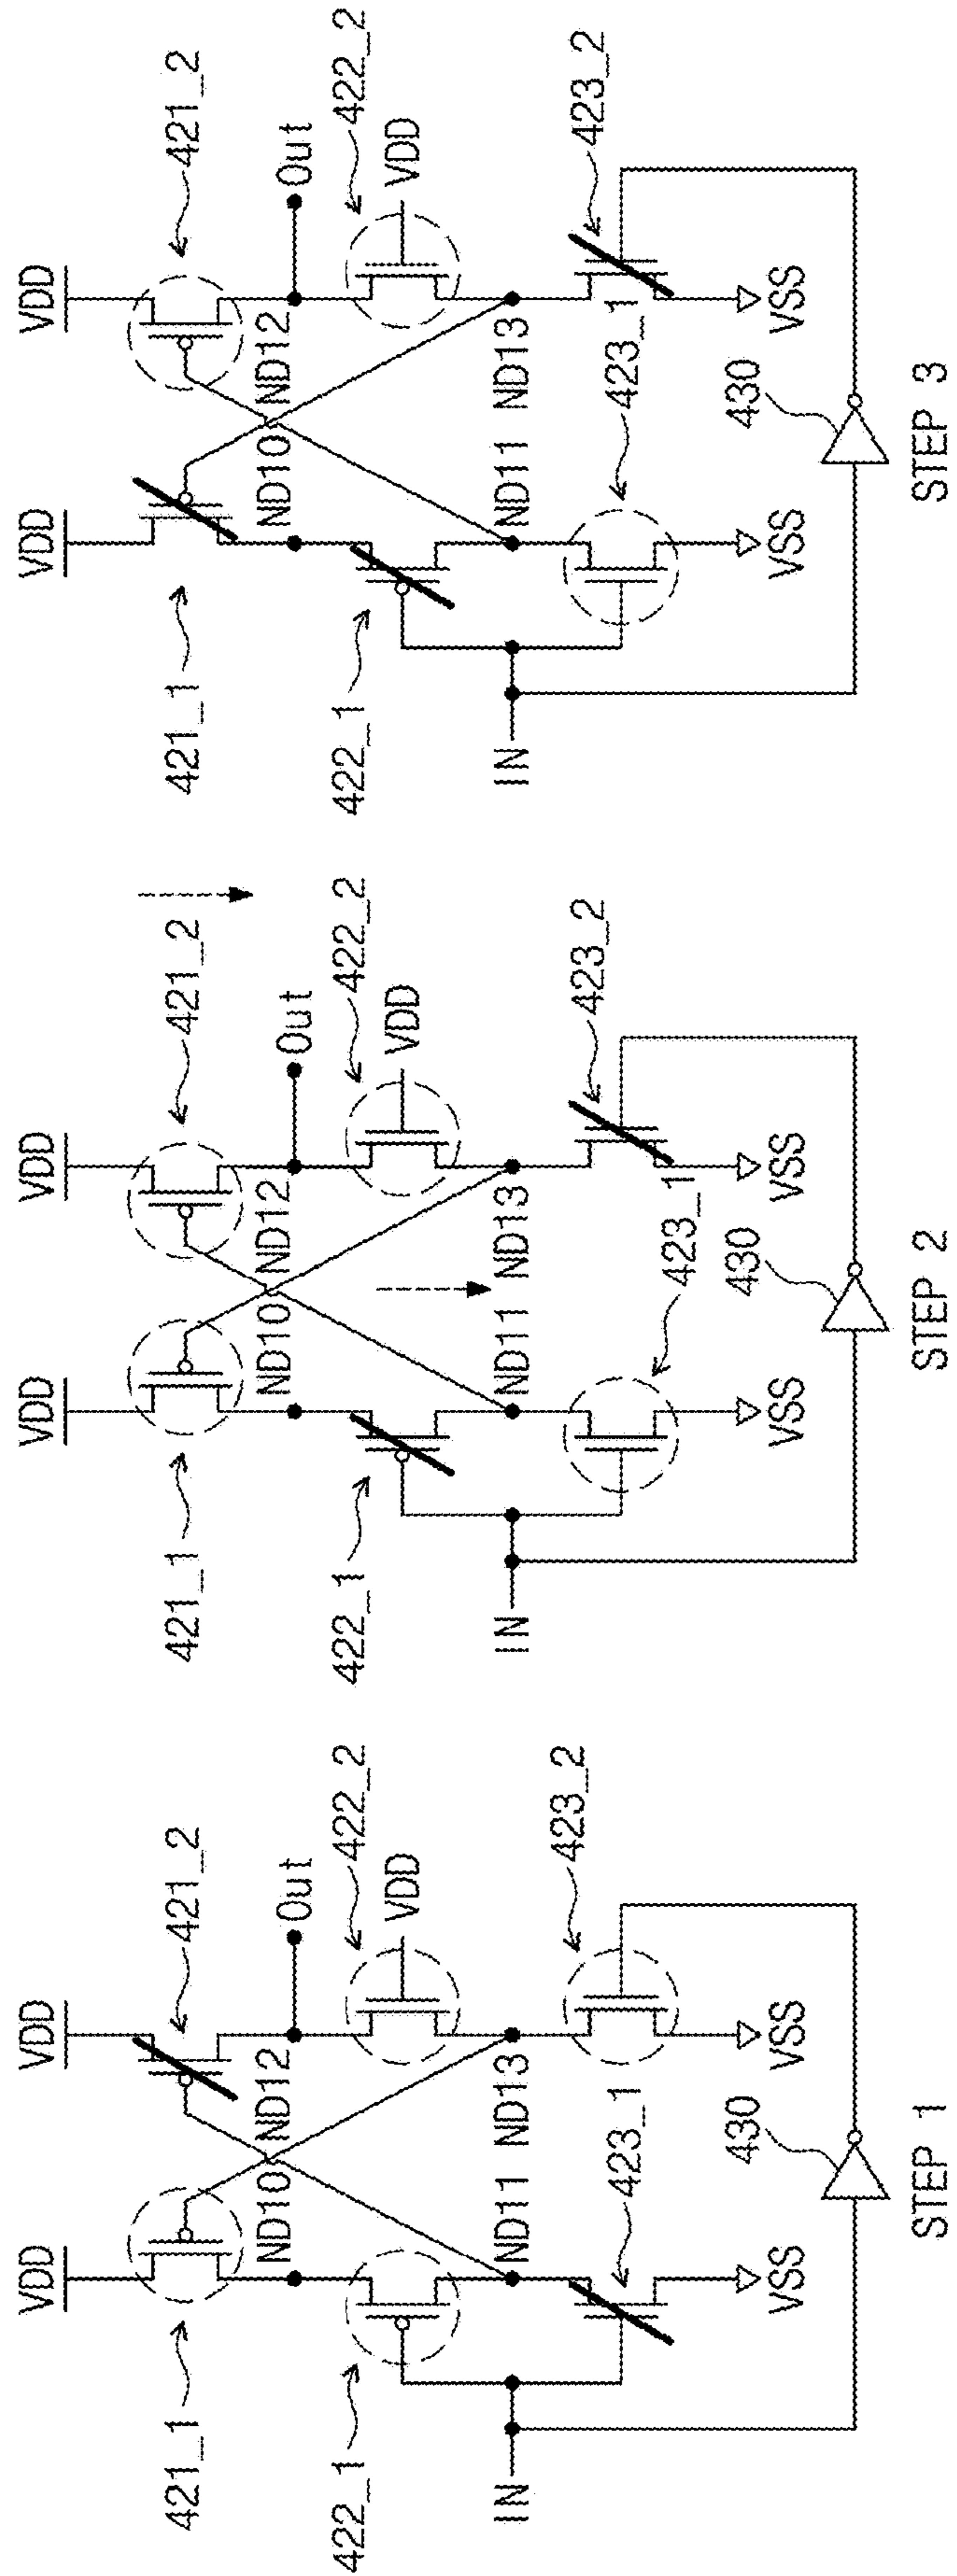 VDD VDD
421_1 421_2
ND10 ND12 Out
422_1 422_2
VDD
IN ND11 ND13
423_1 423_2
VSS VSS
430
STEP 1
VDD VDD
421_1 421_2
ND10 ND12 Out
422_1 422_2
VDD
IN ND11 ND13
423_1 423_2
VSS VSS
430
STEP 2
VDD VDD
421_1 421_2
ND10 ND12 Out
422_1 422_2
VDD
IN ND11 ND13
423_1 423_2
VSS VSS
430
STEP 3